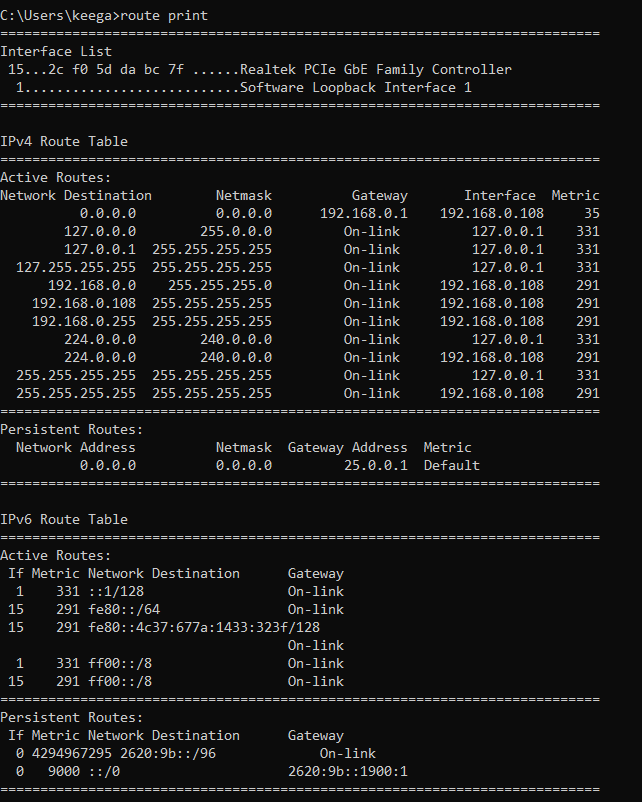 C:\Users\keega>route print
===========================================================================
Interface List
 15...2c f0 5d da bc 7f ......Realtek PCIe GbE Family Controller
  1...........................Software Loopback Interface 1
===========================================================================

IPv4 Route Table
===========================================================================
Active Routes:
Network Destination        Netmask          Gateway       Interface  Metric
          0.0.0.0          0.0.0.0      192.168.0.1    192.168.0.108     35
        127.0.0.0        255.0.0.0         On-link         127.0.0.1    331
        127.0.0.1  255.255.255.255         On-link         127.0.0.1    331
  127.255.255.255  255.255.255.255         On-link         127.0.0.1    331
      192.168.0.0    255.255.255.0         On-link     192.168.0.108    291
    192.168.0.108  255.255.255.255         On-link     192.168.0.108    291
    192.168.0.255  255.255.255.255         On-link     192.168.0.108    291
        224.0.0.0        240.0.0.0         On-link         127.0.0.1    331
        224.0.0.0        240.0.0.0         On-link     192.168.0.108    291
  255.255.255.255  255.255.255.255         On-link         127.0.0.1    331
  255.255.255.255  255.255.255.255         On-link     192.168.0.108    291
===========================================================================
Persistent Routes:
  Network Address          Netmask  Gateway Address  Metric
          0.0.0.0          0.0.0.0         25.0.0.1  Default
===========================================================================

IPv6 Route Table
===========================================================================
Active Routes:
 If Metric Network Destination      Gateway
  1    331 ::1/128                  On-link
 15    291 fe80::/64                On-link
 15    291 fe80::4c37:677a:1433:323f/128
                                    On-link
  1    331 ff00::/8                 On-link
 15    291 ff00::/8                 On-link
===========================================================================
Persistent Routes:
 If Metric Network Destination      Gateway
  0 4294967295 2620:9b::/96             On-link
  0   9000 ::/0                     2620:9b::1900:1
===========================================================================